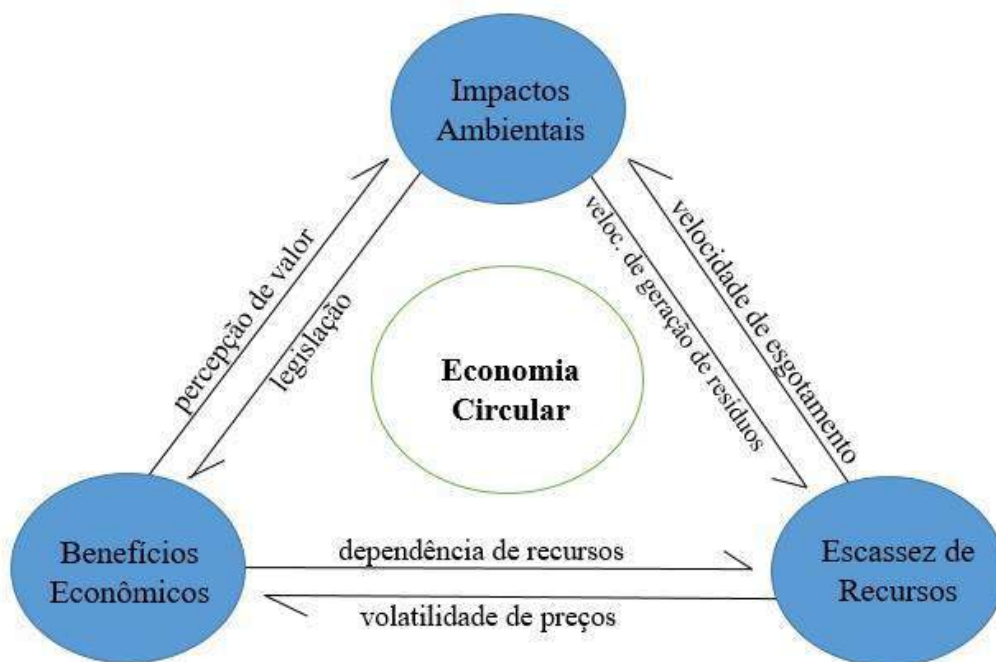 Impactos
Ambientais
percepção de valor
legislação
veloc. de geração de resíduos
velocidade de esgotamento
Economia
Circular
Benefícios
Econômicos
dependência de recursos
volatilidade de preços
Escassez de
Recursos